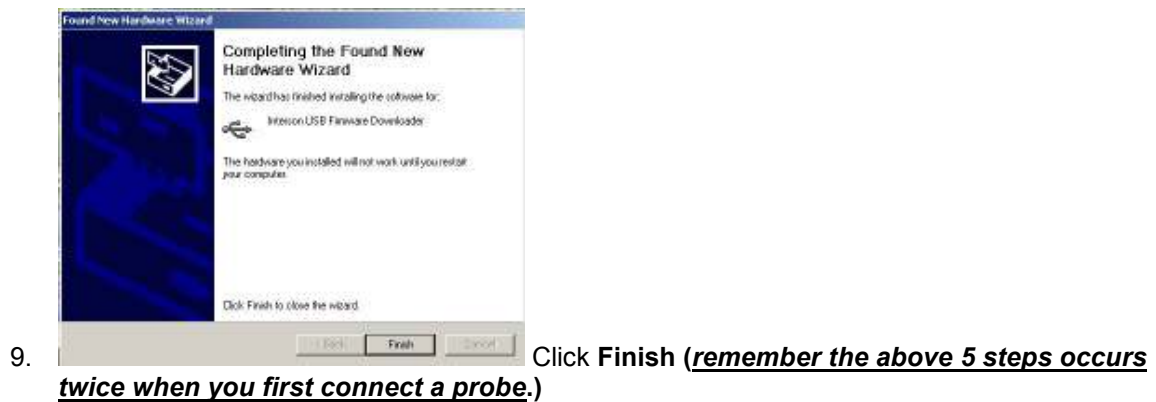 Found New Hardware Wizard
Completing the Found New
Hardware Wizard
The wizard has finished installing the software for:
Interson USB Firmware Downloader
The hardware you installed will not work until you restart
your computer.
Click Finish to close the wizard.
< Back Finish Cancel
9. Click Finish (remember the above 5 steps occurs
twice when you first connect a probe.)